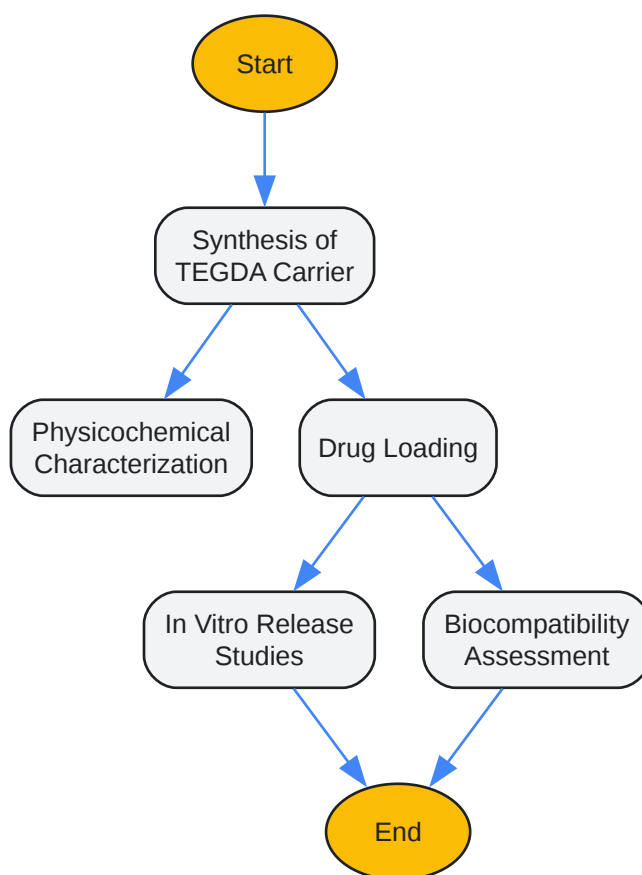 Start
Synthesis of
TEGDA Carrier
Physicochemical
Characterization
Drug Loading
In Vitro Release
Studies
Biocompatibility
Assessment
End